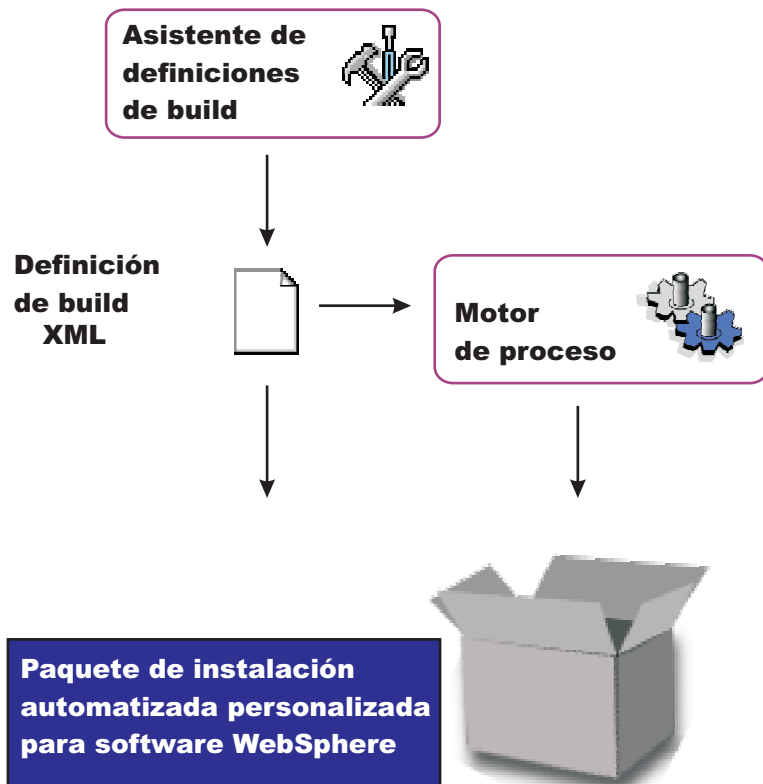 Asistente de
definiciones
de build
Definición
de build
XML
Motor
de proceso
Paquete de instalación
automatizada personalizada
para software WebSphere